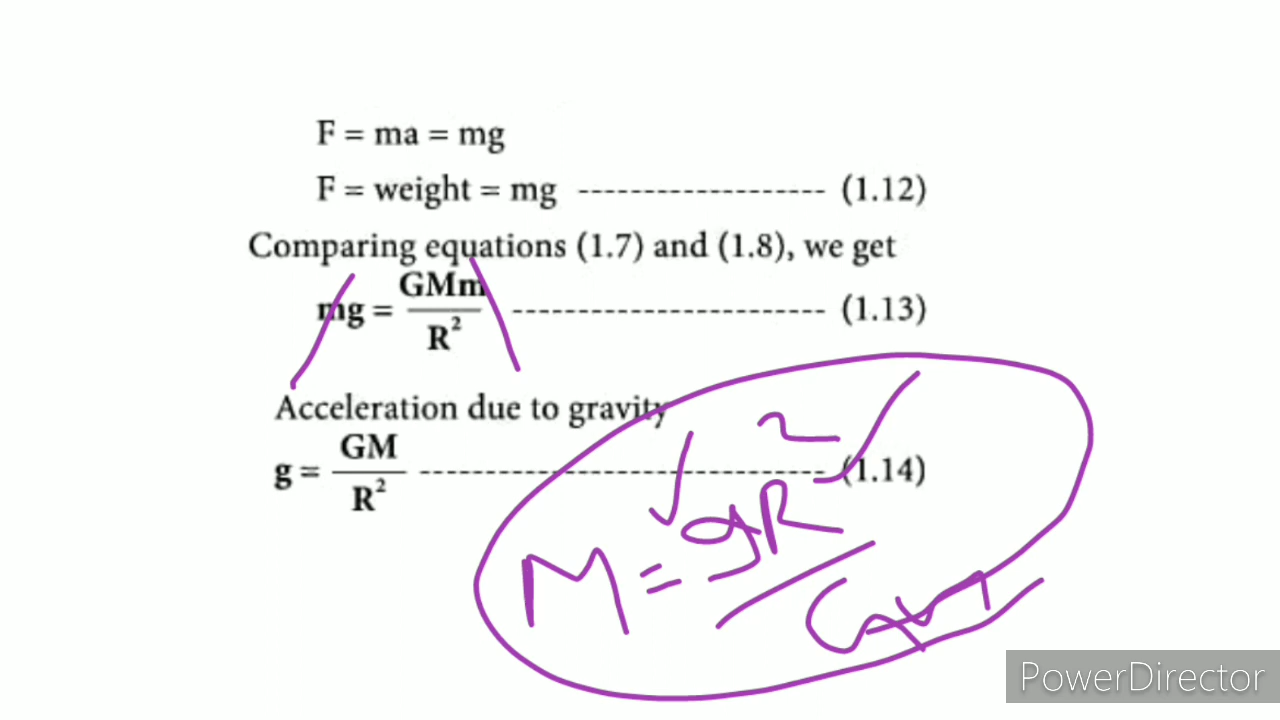 F = ma = mg
F = weight = mg ------------------- (1.12)
Comparing equations (1.7) and (1.8), we get
mg = GMm / R² ------------------------ (1.13)
Acceleration due to gravity
g = GM / R² ------------------------------- (1.14)
M = gR² / G
PowerDirector